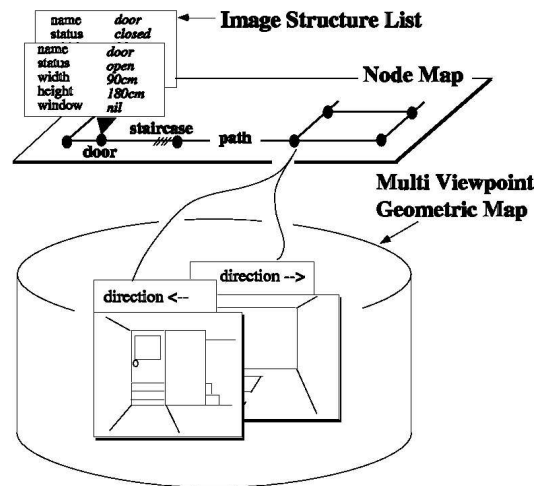 name door
status closed
Image Structure List
name door
status open
width 90cm
height 180cm
window nil
Node Map
staircase
path
door
Multi Viewpoint
Geometric Map
direction -->
direction <--